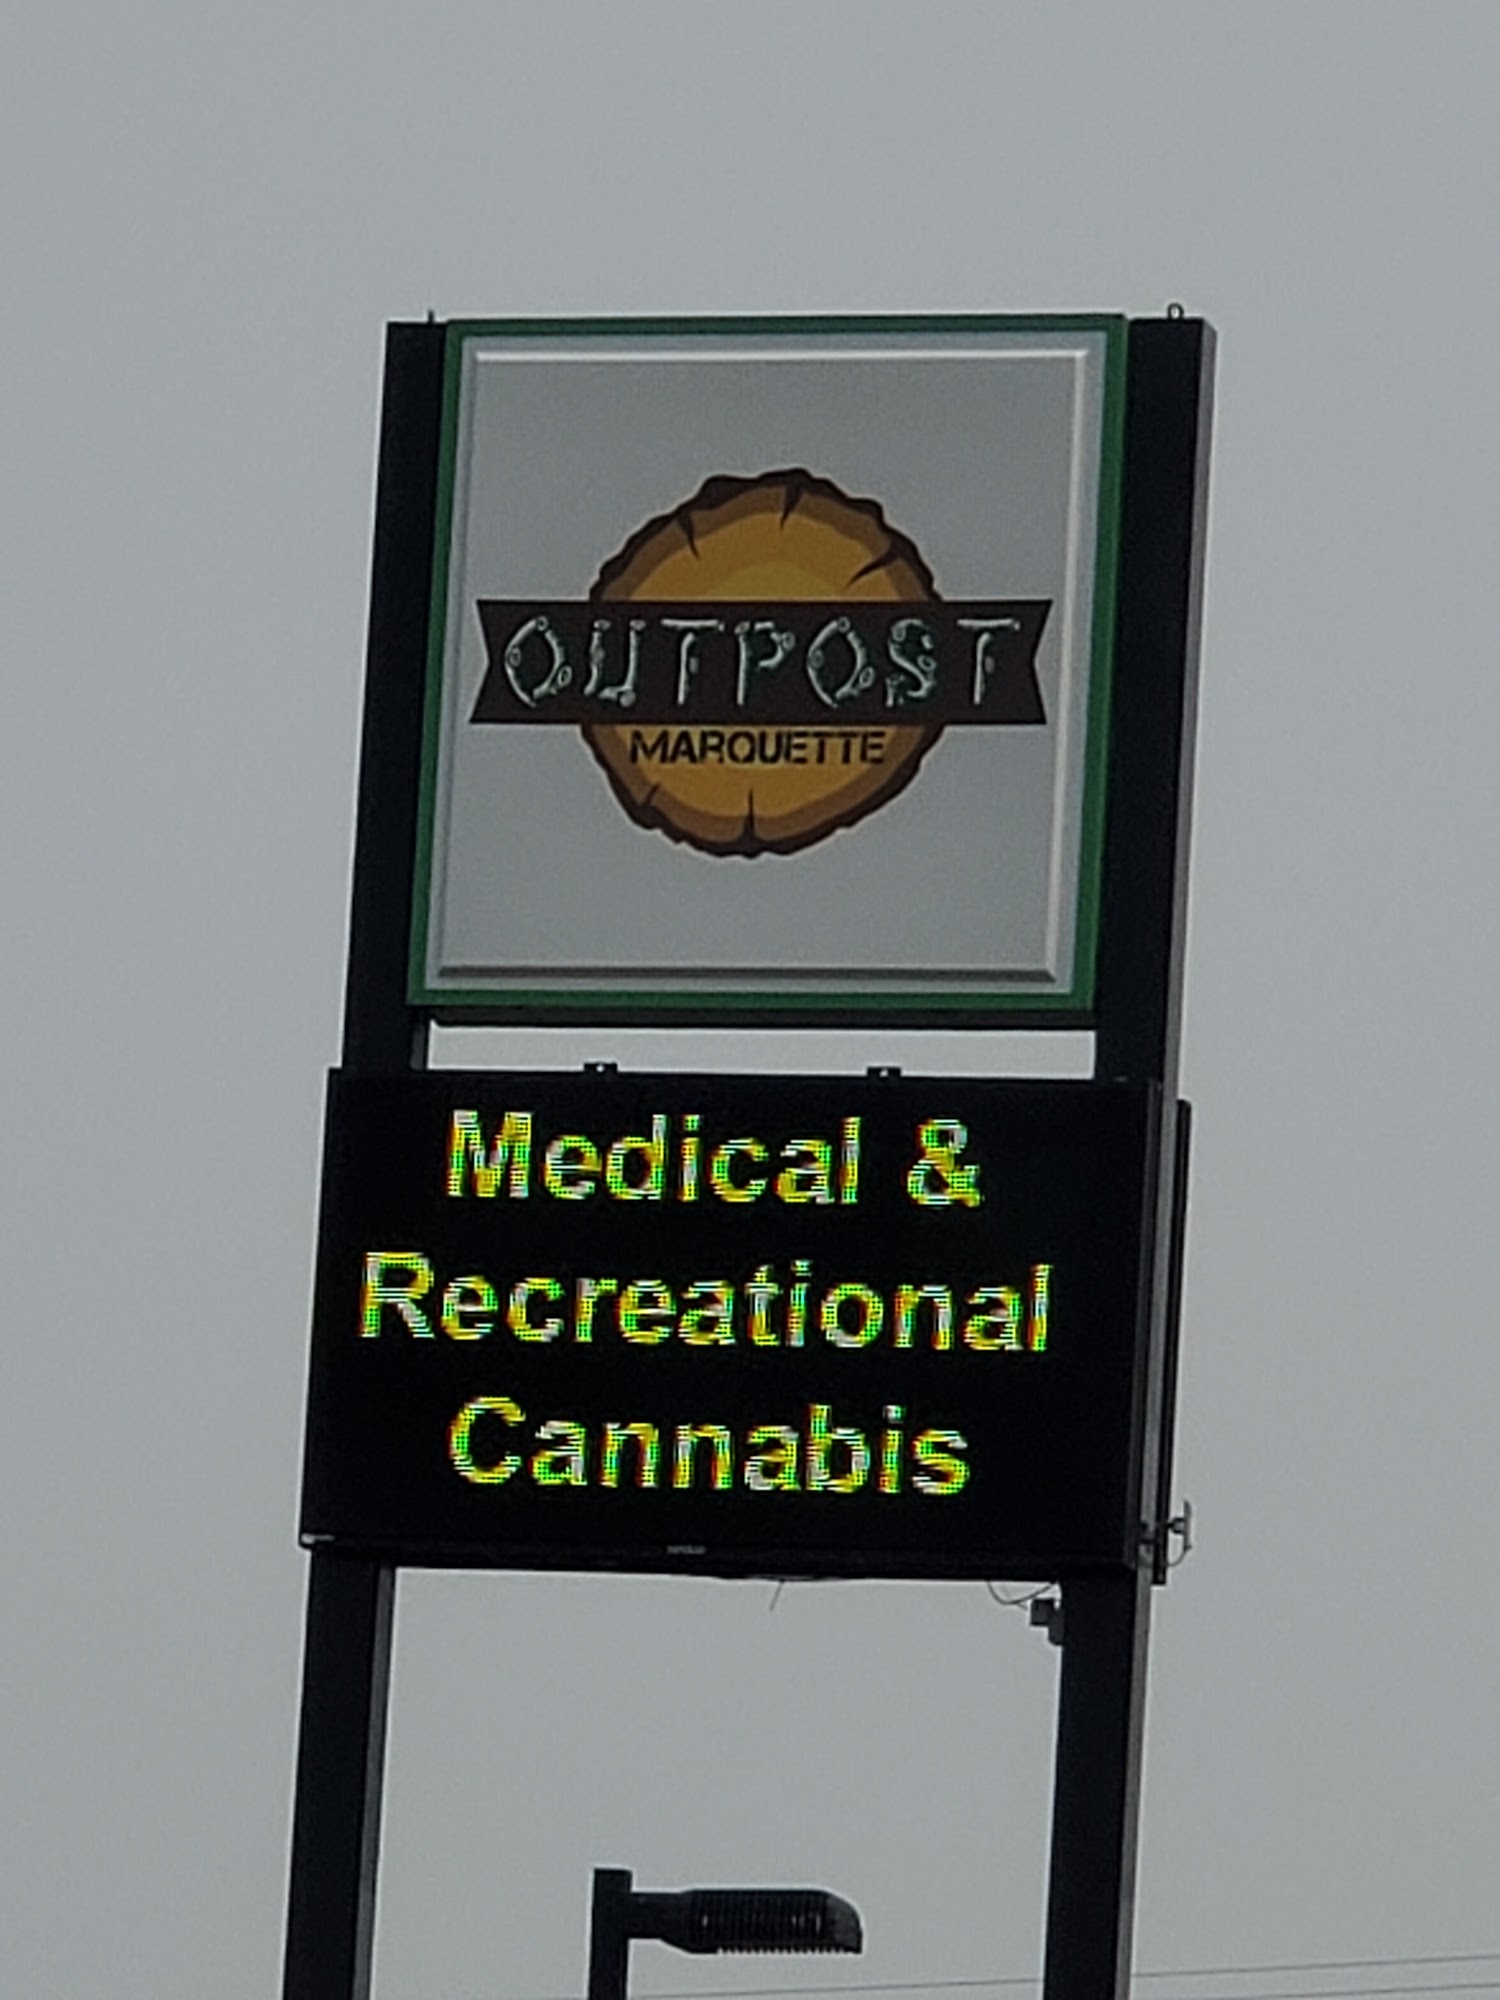 OUTPOST
MARQUETTE
Medical &
Recreational
Cannabis